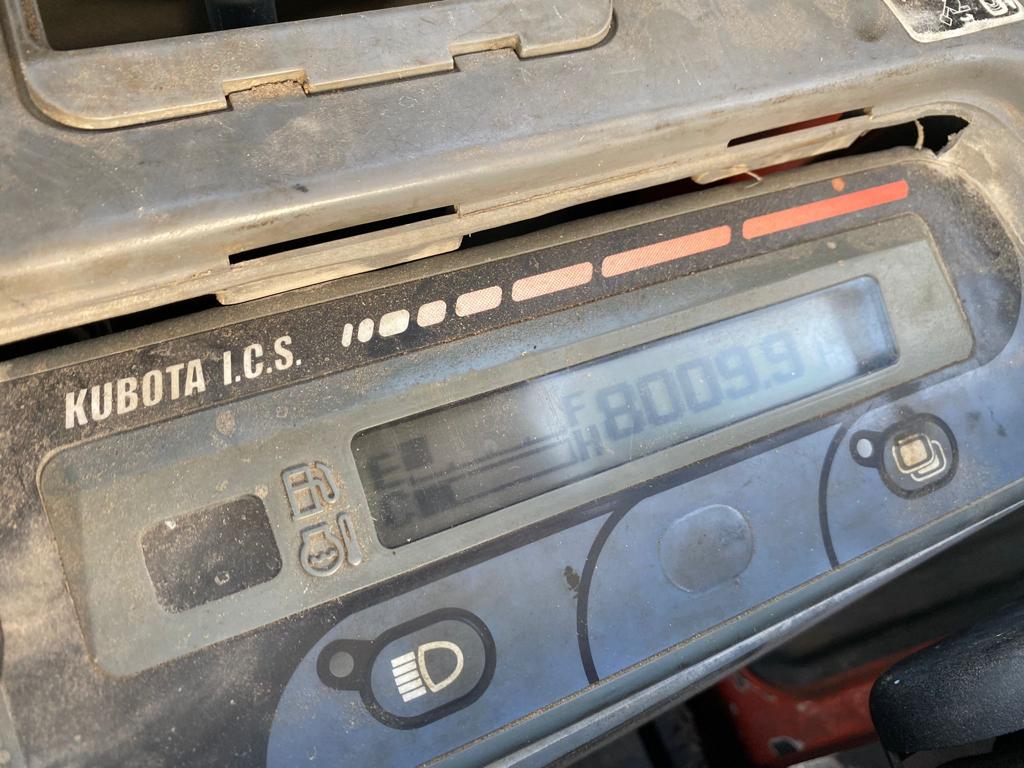 KUBOTA I.C.S.
E F
C H
8009.9